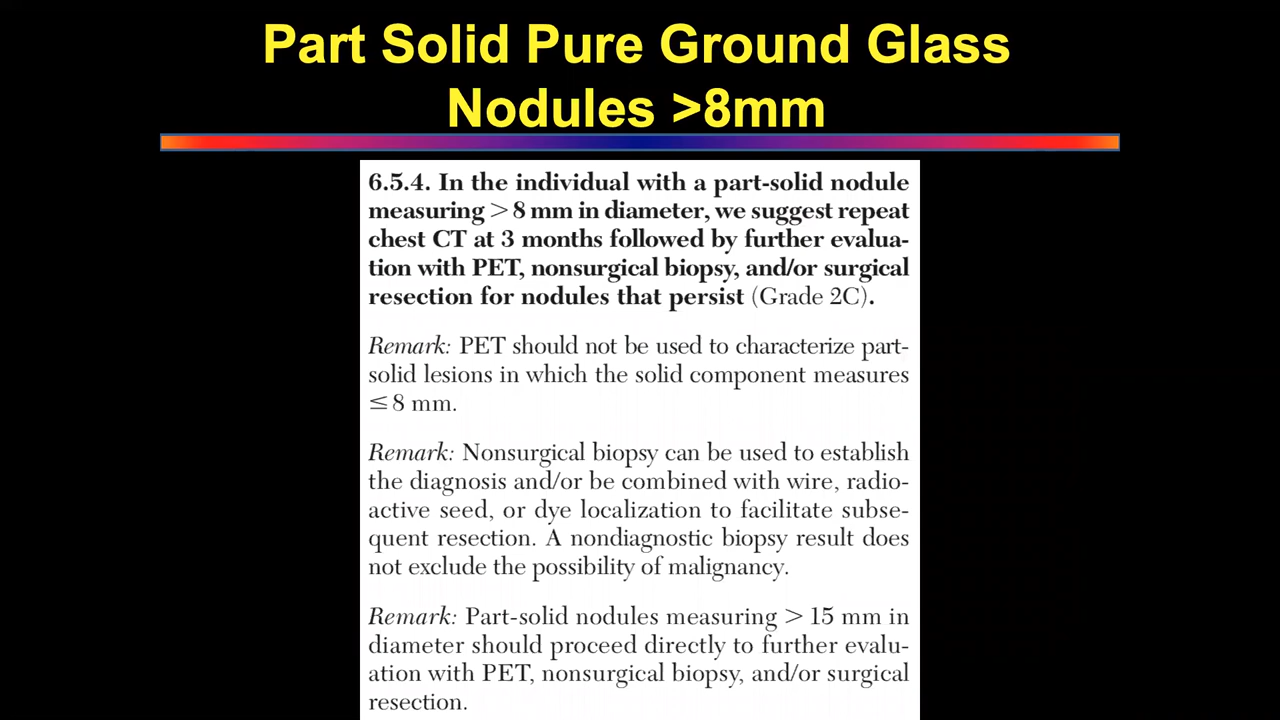 Part Solid Pure Ground Glass
Nodules >8mm
6.5.4. In the individual with a part-solid nodule
measuring > 8 mm in diameter, we suggest repeat
chest CT at 3 months followed by further evalua-
tion with PET, nonsurgical biopsy, and/or surgical
resection for nodules that persist (Grade 2C).
Remark: PET should not be used to characterize part-
solid lesions in which the solid component measures
≤ 8 mm.
Remark: Nonsurgical biopsy can be used to establish
the diagnosis and/or be combined with wire, radio-
active seed, or dye localization to facilitate subse-
quent resection. A nondiagnostic biopsy result does
not exclude the possibility of malignancy.
Remark: Part-solid nodules measuring > 15 mm in
diameter should proceed directly to further evalu-
ation with PET, nonsurgical biopsy, and/or surgical
resection.